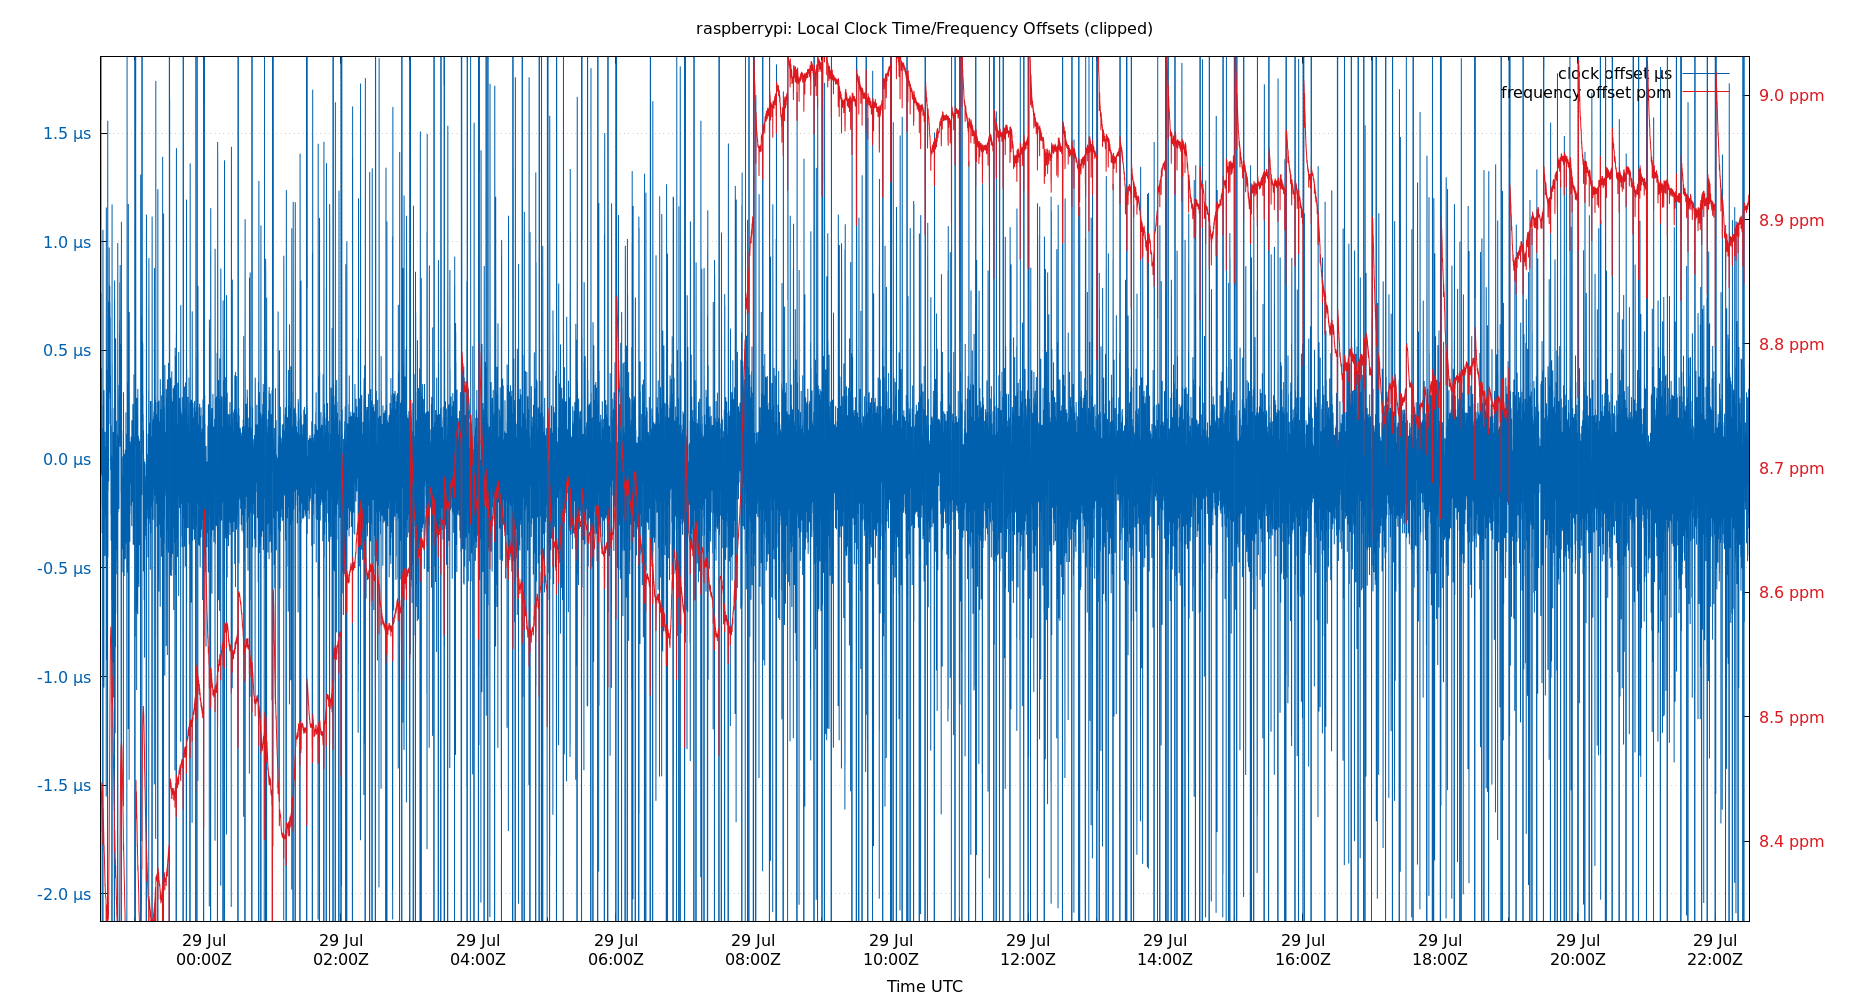 raspberrypi: Local Clock Time/Frequency Offsets (clipped)
clock offset µs
frequency offset ppm
1.5 µs
1.0 µs
0.5 µs
0.0 µs
-0.5 µs
-1.0 µs
-1.5 µs
-2.0 µs
9.0 ppm
8.9 ppm
8.8 ppm
8.7 ppm
8.6 ppm
8.5 ppm
8.4 ppm
29 Jul 29 Jul 29 Jul 29 Jul 29 Jul 29 Jul 29 Jul 29 Jul 29 Jul 29 Jul 29 Jul 29 Jul
00:00Z 02:00Z 04:00Z 06:00Z 08:00Z 10:00Z 12:00Z 14:00Z 16:00Z 18:00Z 20:00Z 22:00Z
Time UTC